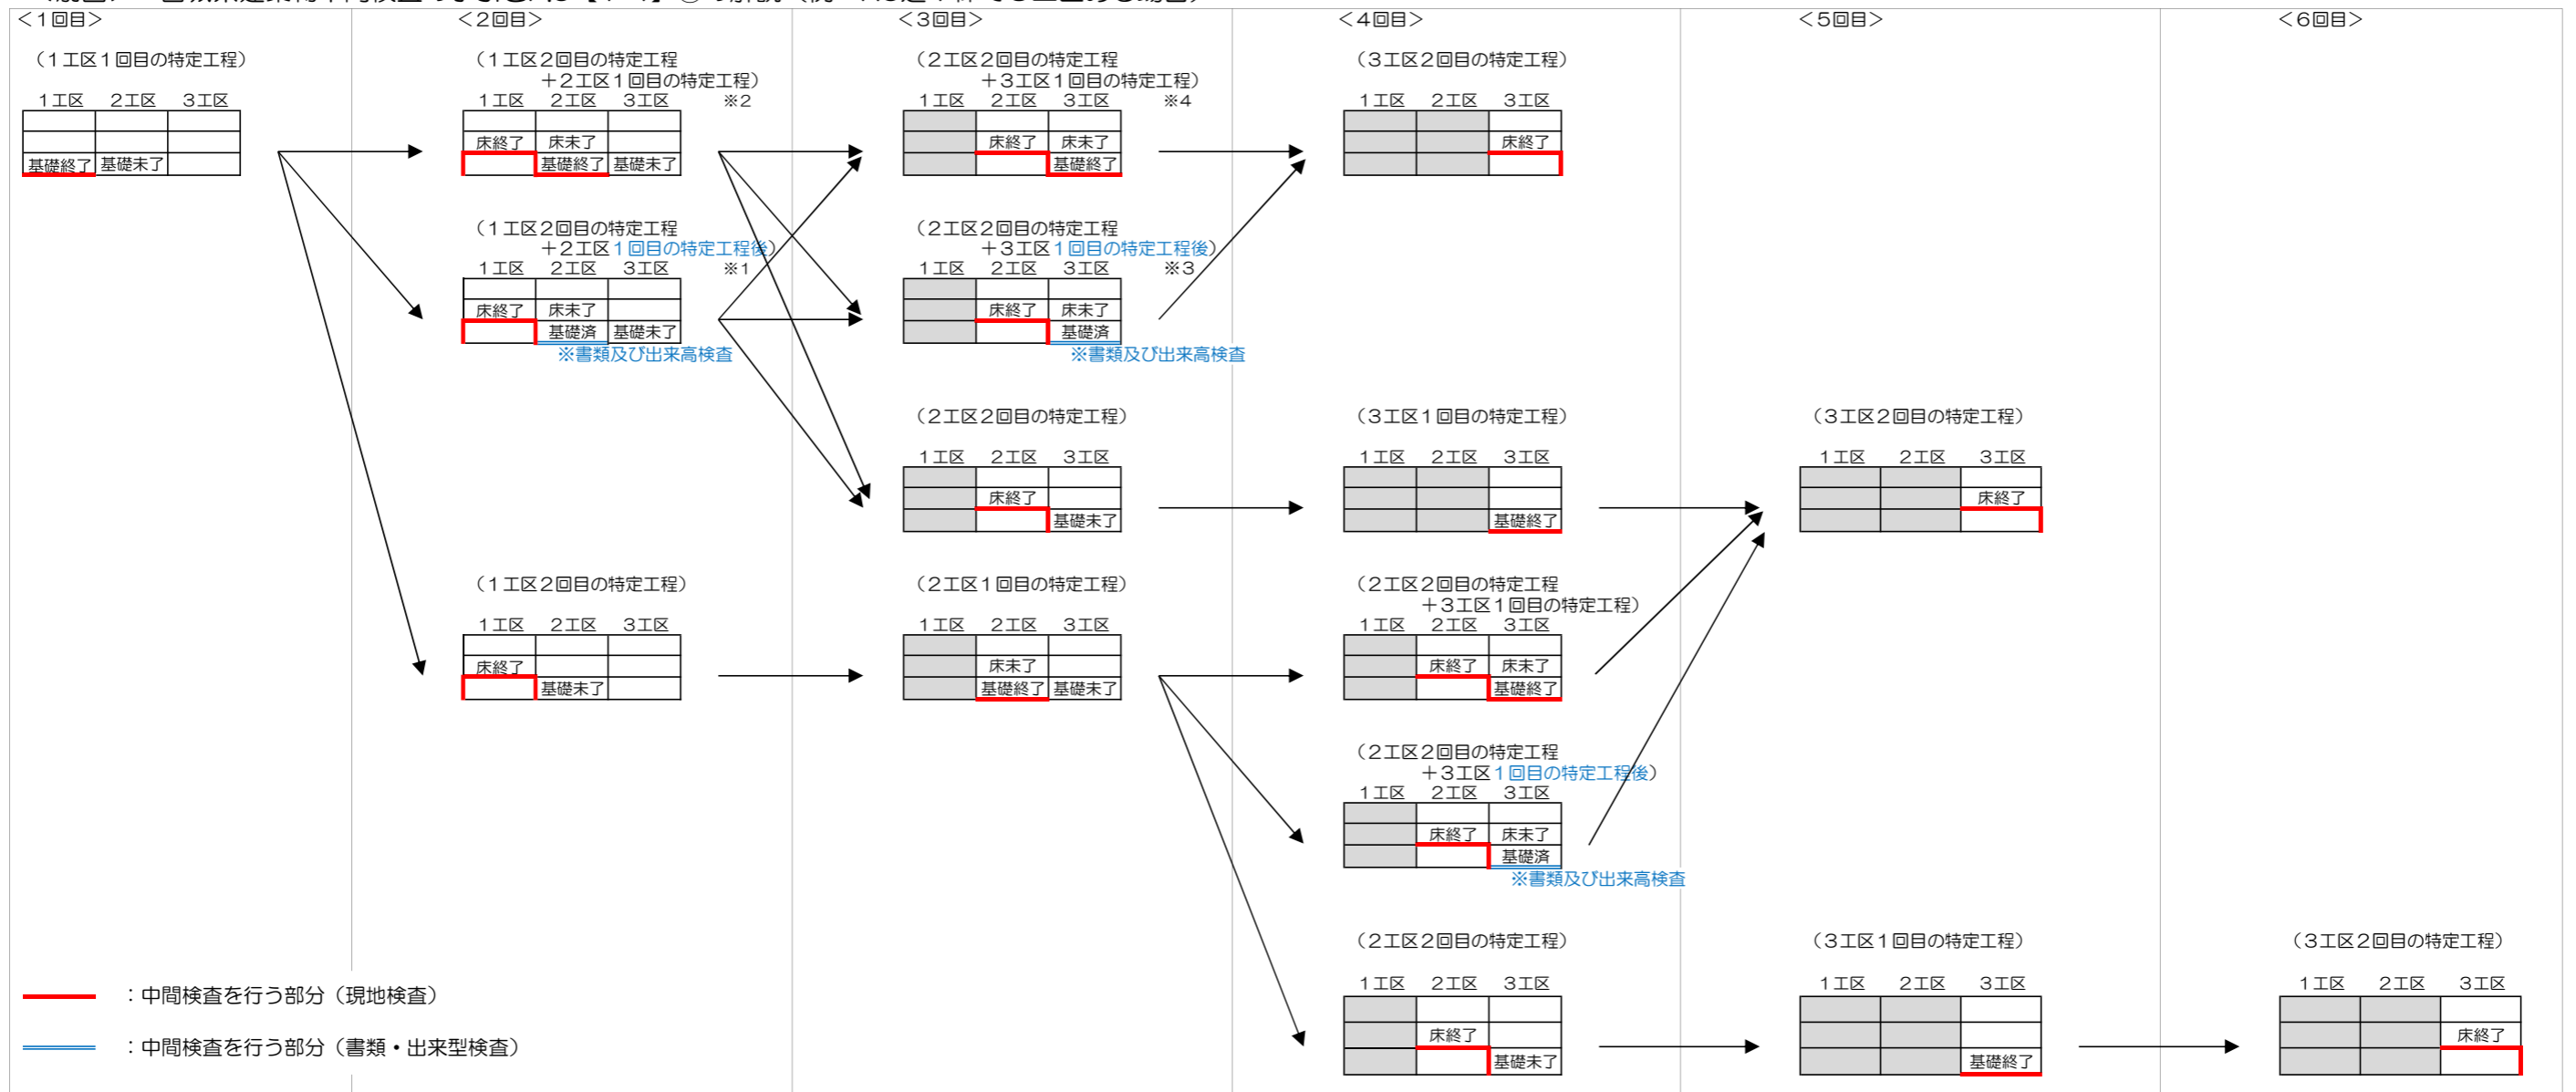 ＜1回目＞
（1工区1回目の特定工程）
1工区 2工区 3工区
基礎終了 基礎未了
＜2回目＞
（1工区2回目の特定工程
＋2工区1回目の特定工程）
1工区 2工区 3工区 ※2
床終了 床未了
基礎終了 基礎未了
（1工区2回目の特定工程
＋2工区1回目の特定工程後）
1工区 2工区 3工区 ※1
床終了 床未了
基礎済 基礎未了
※書類及び出来高検査
（1工区2回目の特定工程）
1工区 2工区 3工区
床終了
基礎未了
＜3回目＞
（2工区2回目の特定工程
＋3工区1回目の特定工程）
1工区 2工区 3工区 ※4
床終了 床未了
基礎終了
（2工区2回目の特定工程
＋3工区1回目の特定工程後）
1工区 2工区 3工区 ※3
床終了 床未了
基礎済
※書類及び出来高検査
（2工区2回目の特定工程）
1工区 2工区 3工区
床終了
基礎未了
（2工区1回目の特定工程）
1工区 2工区 3工区
床未了
基礎終了 基礎未了
＜4回目＞
（3工区2回目の特定工程）
1工区 2工区 3工区
床終了
（3工区1回目の特定工程）
1工区 2工区 3工区
基礎終了
（2工区2回目の特定工程
＋3工区1回目の特定工程）
1工区 2工区 3工区
床終了 床未了
基礎終了
（2工区2回目の特定工程
＋3工区1回目の特定工程後）
1工区 2工区 3工区
床終了 床未了
基礎済
※書類及び出来高検査
（2工区2回目の特定工程）
1工区 2工区 3工区
床終了
基礎未了
＜5回目＞
（3工区2回目の特定工程）
1工区 2工区 3工区
床終了
（3工区1回目の特定工程）
1工区 2工区 3工区
基礎終了
＜6回目＞
（3工区2回目の特定工程）
1工区 2工区 3工区
床終了
：中間検査を行う部分（現地検査）
：中間検査を行う部分（書類・出来型検査）